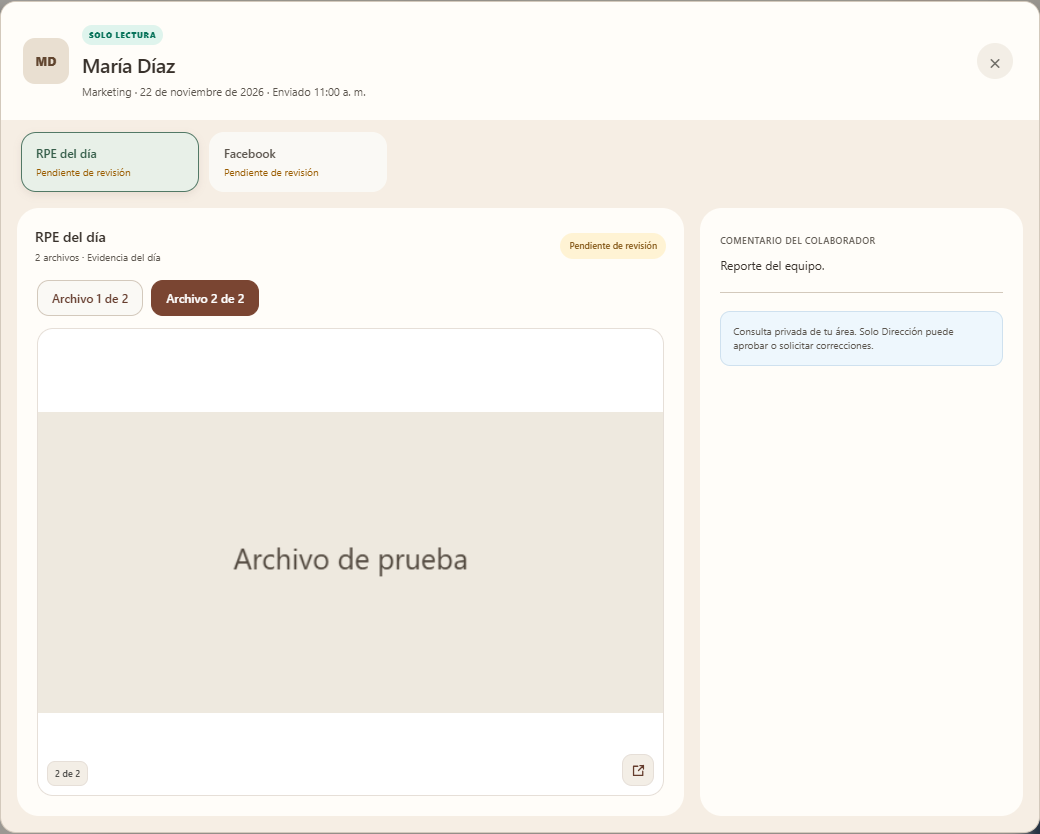 MD
SOLO LECTURA
María Díaz
Marketing · 22 de noviembre de 2026 · Enviado 11:00 a. m.
RPE del día
Pendiente de revisión
Facebook
Pendiente de revisión
RPE del día
2 archivos · Evidencia del día
Pendiente de revisión
Archivo 1 de 2
Archivo 2 de 2
Archivo de prueba
2 de 2
COMENTARIO DEL COLABORADOR
Reporte del equipo.
Consulta privada de tu área. Solo Dirección puede
aprobar o solicitar correcciones.